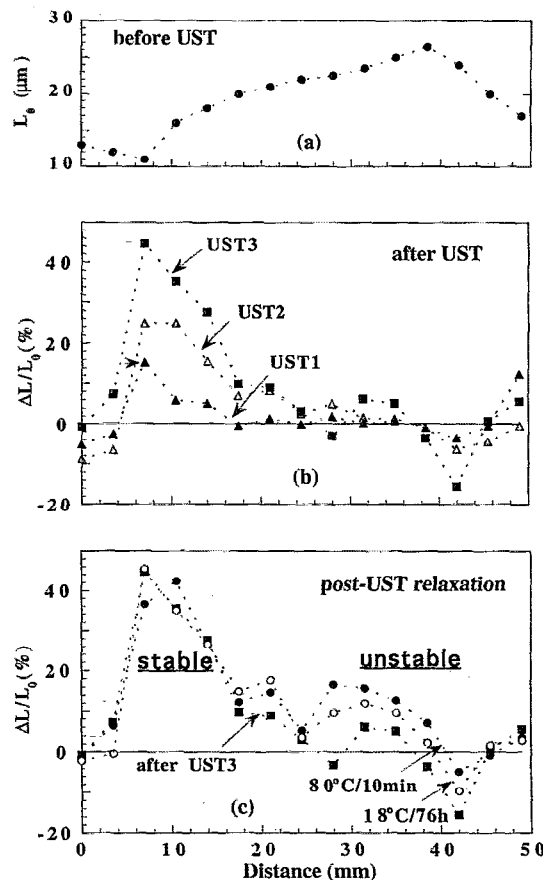 30
before UST
20
L₀ (μm)
(a)
10
after UST
UST3
40
UST2
20
UST1
ΔL/L₀ (%)
0
(b)
-20
post-UST relaxation
40
stable
unstable
20
ΔL/L₀ (%)
0
after UST3
80°C/10min
18°C/76h
(c)
-20
0 10 20 30 40 50
Distance (mm)